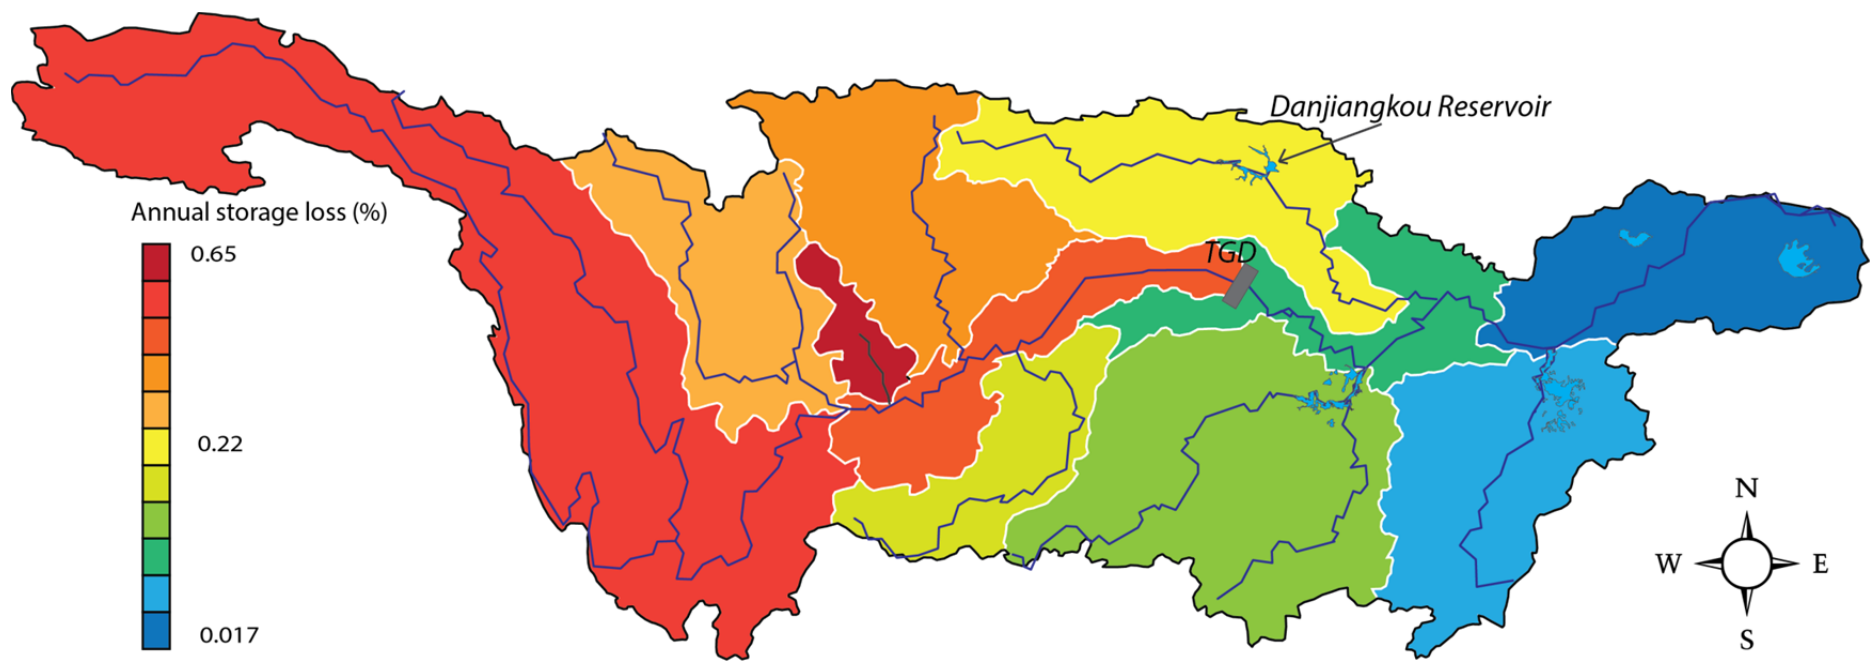 Danjiangkou Reservoir
Annual storage loss (%)
0.65
TGD
0.22
0.017
N
W
E
S